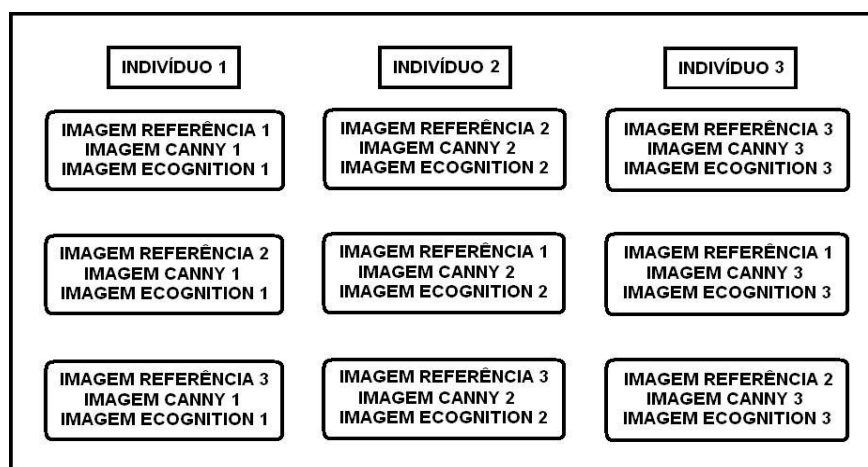 INDIVÍDUO 1
INDIVÍDUO 2
INDIVÍDUO 3
IMAGEM REFERÊNCIA 1
IMAGEM CANNY 1
IMAGEM ECOGNITION 1
IMAGEM REFERÊNCIA 2
IMAGEM CANNY 2
IMAGEM ECOGNITION 2
IMAGEM REFERÊNCIA 3
IMAGEM CANNY 3
IMAGEM ECOGNITION 3
IMAGEM REFERÊNCIA 2
IMAGEM CANNY 1
IMAGEM ECOGNITION 1
IMAGEM REFERÊNCIA 1
IMAGEM CANNY 2
IMAGEM ECOGNITION 2
IMAGEM REFERÊNCIA 1
IMAGEM CANNY 3
IMAGEM ECOGNITION 3
IMAGEM REFERÊNCIA 3
IMAGEM CANNY 1
IMAGEM ECOGNITION 1
IMAGEM REFERÊNCIA 3
IMAGEM CANNY 2
IMAGEM ECOGNITION 2
IMAGEM REFERÊNCIA 2
IMAGEM CANNY 3
IMAGEM ECOGNITION 3